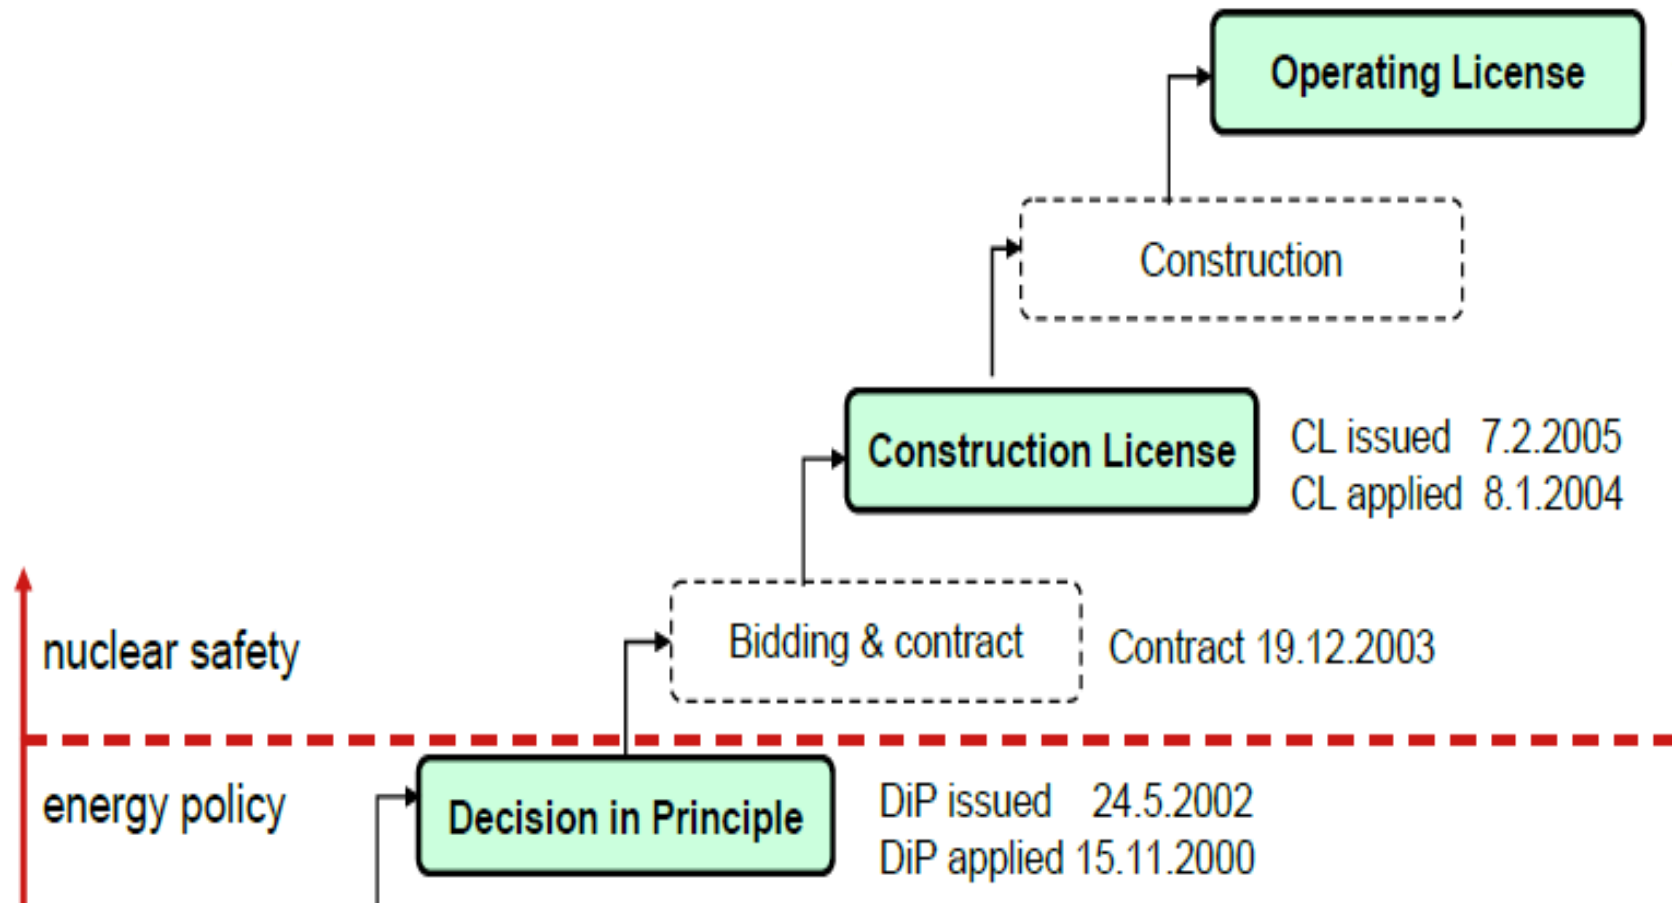 Operating License
Construction
Construction License
CL issued 7.2.2005
CL applied 8.1.2004
nuclear safety
Bidding & contract
Contract 19.12.2003
energy policy
Decision in Principle
DiP issued 24.5.2002
DiP applied 15.11.2000